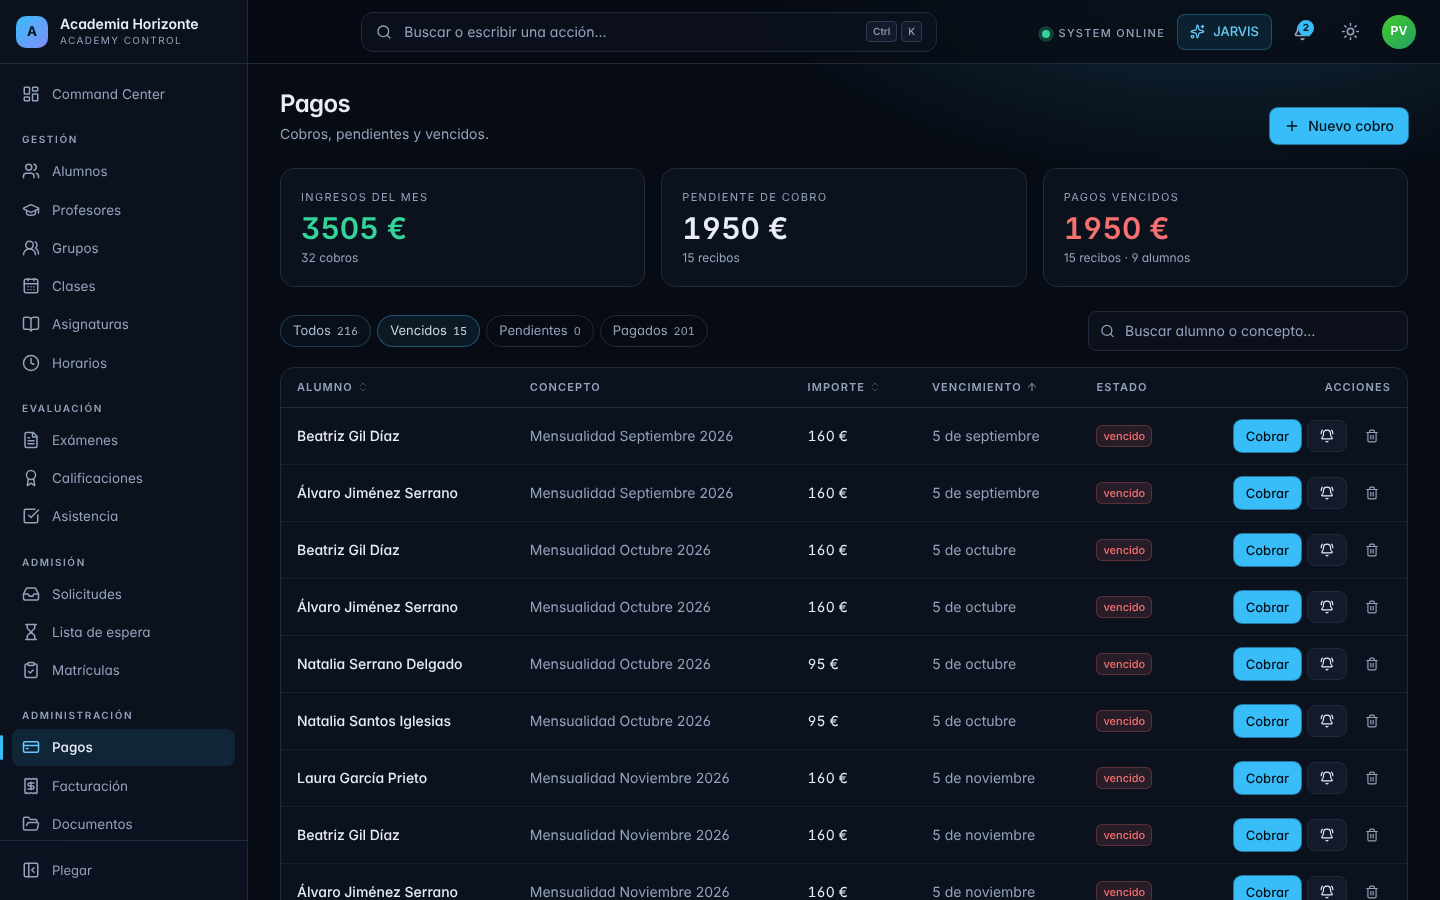 A
Academia Horizonte
ACADEMY CONTROL
Buscar o escribir una acción...
Ctrl K
SYSTEM ONLINE
JARVIS
2
PV
Command Center
GESTIÓN
Alumnos
Profesores
Grupos
Clases
Asignaturas
Horarios
EVALUACIÓN
Exámenes
Calificaciones
Asistencia
ADMISIÓN
Solicitudes
Lista de espera
Matrículas
ADMINISTRACIÓN
Pagos
Facturación
Documentos
Plegar
Pagos
Cobros, pendientes y vencidos.
Nuevo cobro
INGRESOS DEL MES
3505 €
32 cobros
PENDIENTE DE COBRO
1950 €
15 recibos
PAGOS VENCIDOS
1950 €
15 recibos · 9 alumnos
Todos 216 Vencidos 15 Pendientes 0 Pagados 201
Buscar alumno o concepto...
ALUMNO CONCEPTO IMPORTE VENCIMIENTO ESTADO ACCIONES
Beatriz Gil Díaz Mensualidad Septiembre 2026 160 € 5 de septiembre vencido Cobrar
Álvaro Jiménez Serrano Mensualidad Septiembre 2026 160 € 5 de septiembre vencido Cobrar
Beatriz Gil Díaz Mensualidad Octubre 2026 160 € 5 de octubre vencido Cobrar
Álvaro Jiménez Serrano Mensualidad Octubre 2026 160 € 5 de octubre vencido Cobrar
Natalia Serrano Delgado Mensualidad Octubre 2026 95 € 5 de octubre vencido Cobrar
Natalia Santos Iglesias Mensualidad Octubre 2026 95 € 5 de octubre vencido Cobrar
Laura García Prieto Mensualidad Noviembre 2026 160 € 5 de noviembre vencido Cobrar
Beatriz Gil Díaz Mensualidad Noviembre 2026 160 € 5 de noviembre vencido Cobrar
Álvaro Jiménez Serrano Mensualidad Noviembre 2026 160 € 5 de noviembre vencido Cobrar